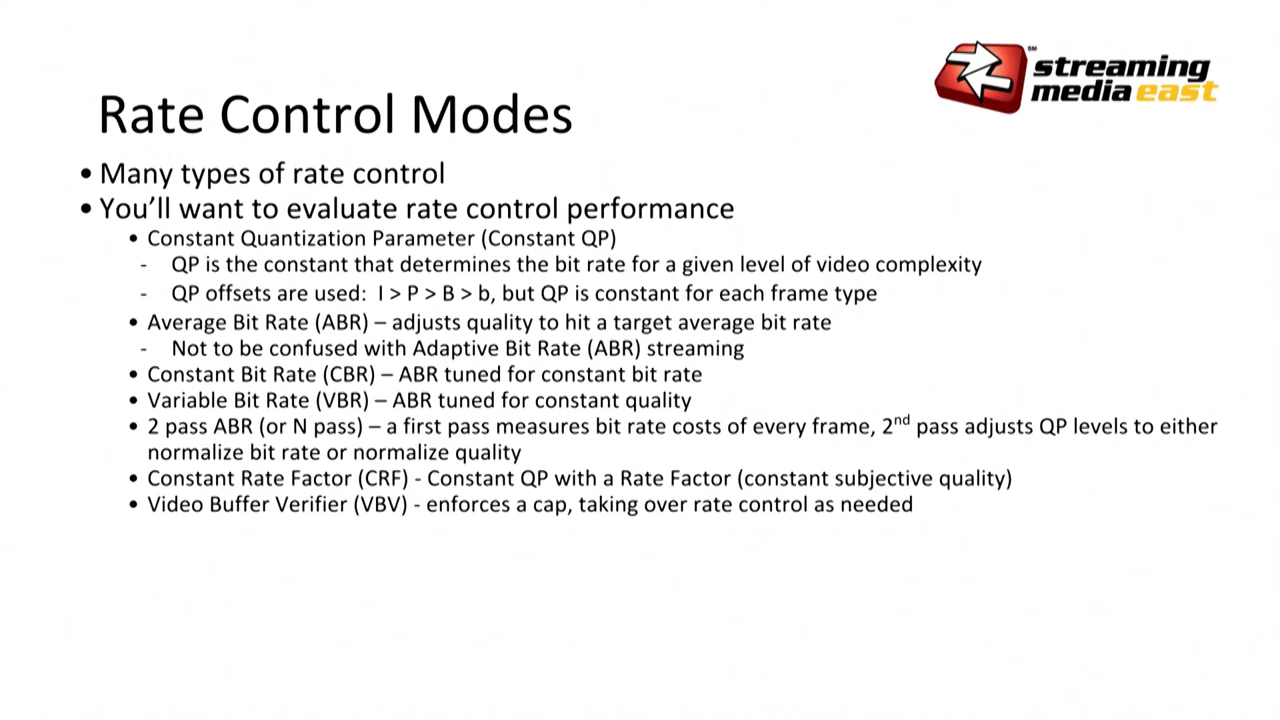 streaming
media east
SM
Rate Control Modes
• Many types of rate control
• You’ll want to evaluate rate control performance
• Constant Quantization Parameter (Constant QP)
- QP is the constant that determines the bit rate for a given level of video complexity
- QP offsets are used:  I > P > B > b, but QP is constant for each frame type
• Average Bit Rate (ABR) – adjusts quality to hit a target average bit rate
- Not to be confused with Adaptive Bit Rate (ABR) streaming
• Constant Bit Rate (CBR) – ABR tuned for constant bit rate
• Variable Bit Rate (VBR) – ABR tuned for constant quality
• 2 pass ABR (or N pass) – a first pass measures bit rate costs of every frame, 2nd pass adjusts QP levels to either
normalize bit rate or normalize quality
• Constant Rate Factor (CRF) - Constant QP with a Rate Factor (constant subjective quality)
• Video Buffer Verifier (VBV) - enforces a cap, taking over rate control as needed